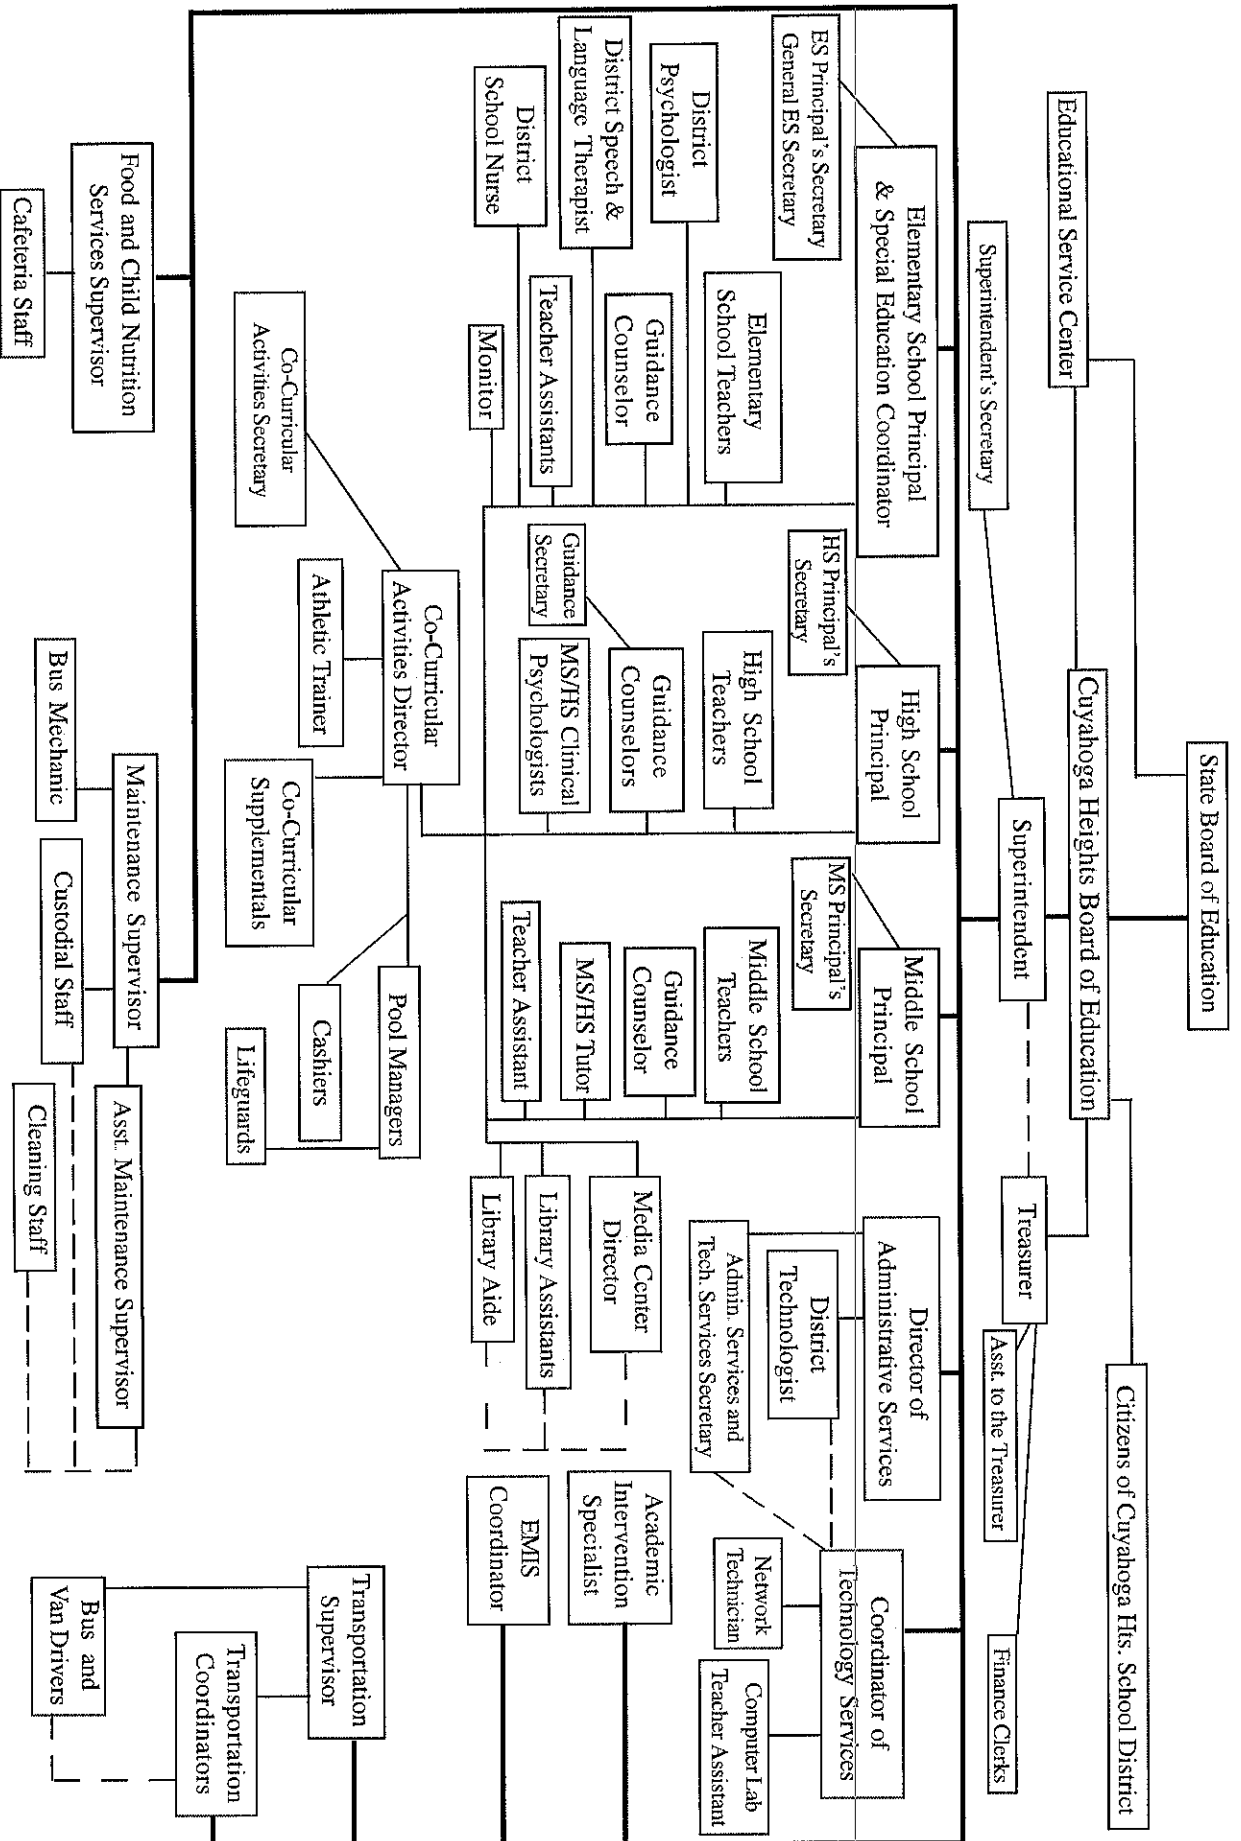 State Board of Education
Educational Service Center
Cuyahoga Heights Board of Education
Citizens of Cuyahoga Hts. School District
Superintendent's Secretary
Superintendent
Treasurer
Asst. to the Treasurer
Finance Clerks
Elementary School Principal
& Special Education Coordinator
High School
Principal
Middle School
Principal
Director of
Administrative Services
Coordinator of
Technology Services
ES Principal's Secretary
General ES Secretary
HS Principal's
Secretary
MS Principal's
Secretary
District
Technologist
Admin. Services and
Tech. Services Secretary
Network
Technician
Computer Lab
Teacher Assistant
Elementary
School Teachers
District
Psychologist
Guidance
Counselor
District Speech &
Language Therapist
Teacher Assistants
District
School Nurse
Monitor
High School
Teachers
Guidance
Counselors
Guidance
Secretary
MS/HS Clinical
Psychologists
Middle School
Teachers
Guidance
Counselor
MS/HS Tutor
Teacher Assistant
Media Center
Director
Library Assistants
Library Aide
Academic
Intervention
Specialist
EMIS
Coordinator
Co-Curricular
Activities Director
Co-Curricular
Activities Secretary
Athletic Trainer
Co-Curricular
Supplementals
Pool Managers
Cashiers
Lifeguards
Transportation
Supervisor
Transportation
Coordinators
Bus and
Van Drivers
Food and Child Nutrition
Services Supervisor
Cafeteria Staff
Maintenance Supervisor
Asst. Maintenance Supervisor
Bus Mechanic
Custodial Staff
Cleaning Staff